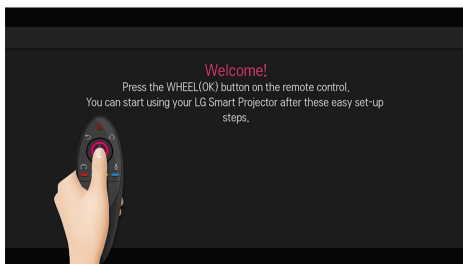 Welcome!
Press the WHEEL(OK) button on the remote control.
You can start using your LG Smart Projector after these easy set-up
steps.